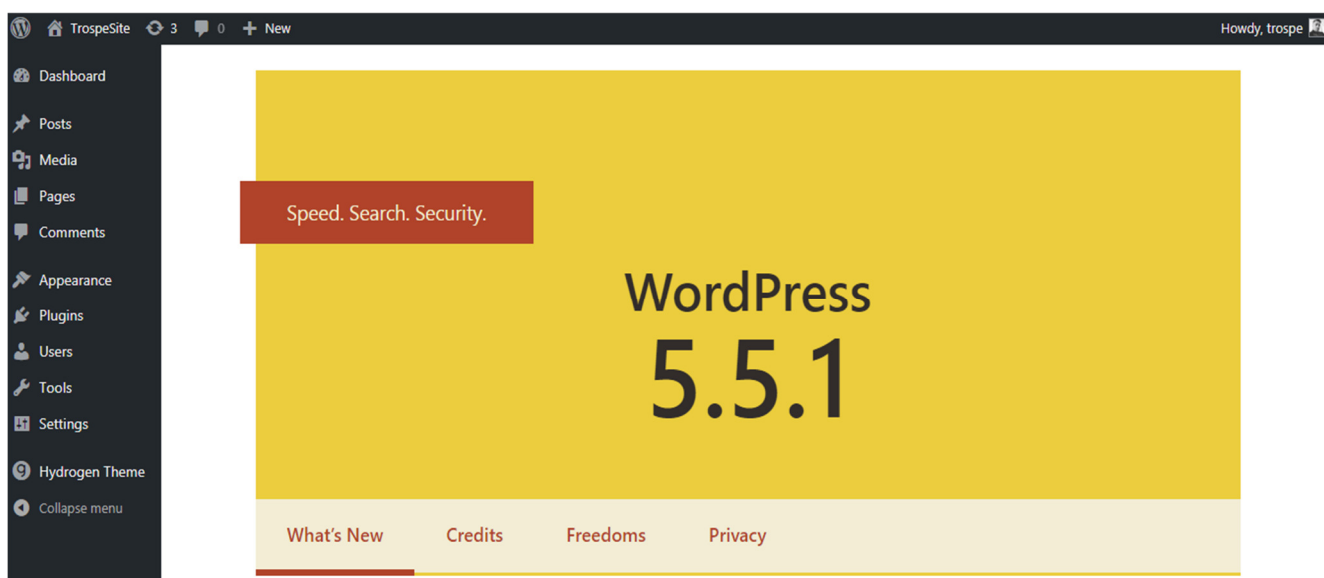 TrospeSite 3 0 New Howdy, trospe
Dashboard
Posts
Media
Pages
Comments
Appearance
Plugins
Users
Tools
Settings
Hydrogen Theme
Collapse menu
Speed. Search. Security.
WordPress
5.5.1
What's New Credits Freedoms Privacy